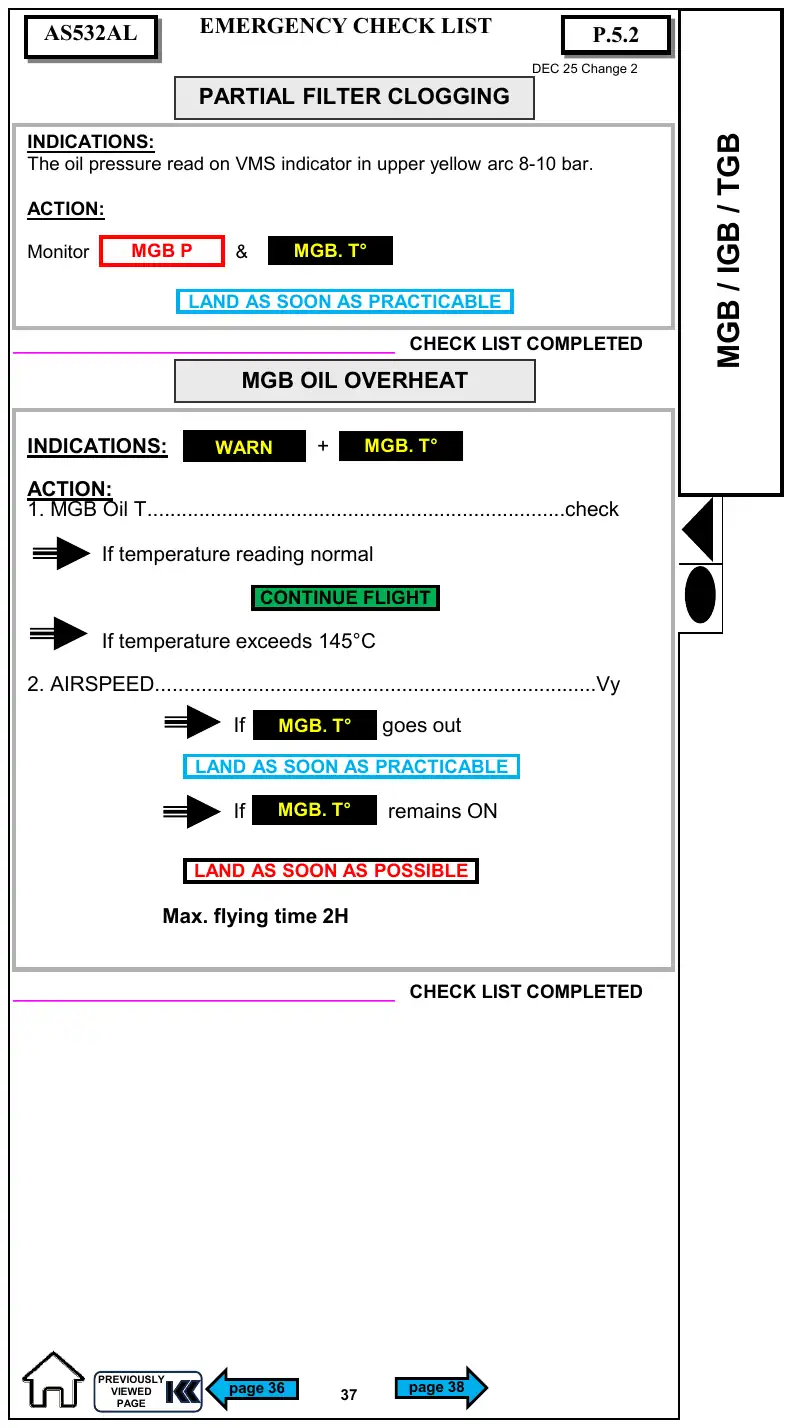 AS532AL
EMERGENCY CHECK LIST
P.5.2
DEC 25 Change 2
PARTIAL FILTER CLOGGING
INDICATIONS:
The oil pressure read on VMS indicator in upper yellow arc 8-10 bar.
ACTION:
Monitor MGB P & MGB. T°
LAND AS SOON AS PRACTICABLE
CHECK LIST COMPLETED
MGB OIL OVERHEAT
INDICATIONS: WARN + MGB. T°
ACTION:
1. MGB Oil T........................................................................check
If temperature reading normal
CONTINUE FLIGHT
If temperature exceeds 145°C
2. AIRSPEED............................................................................Vy
If MGB. T° goes out
LAND AS SOON AS PRACTICABLE
If MGB. T° remains ON
LAND AS SOON AS POSSIBLE
Max. flying time 2H
CHECK LIST COMPLETED
MGB / IGB / TGB
PREVIOUSLY
VIEWED
PAGE
page 36
37
page 38